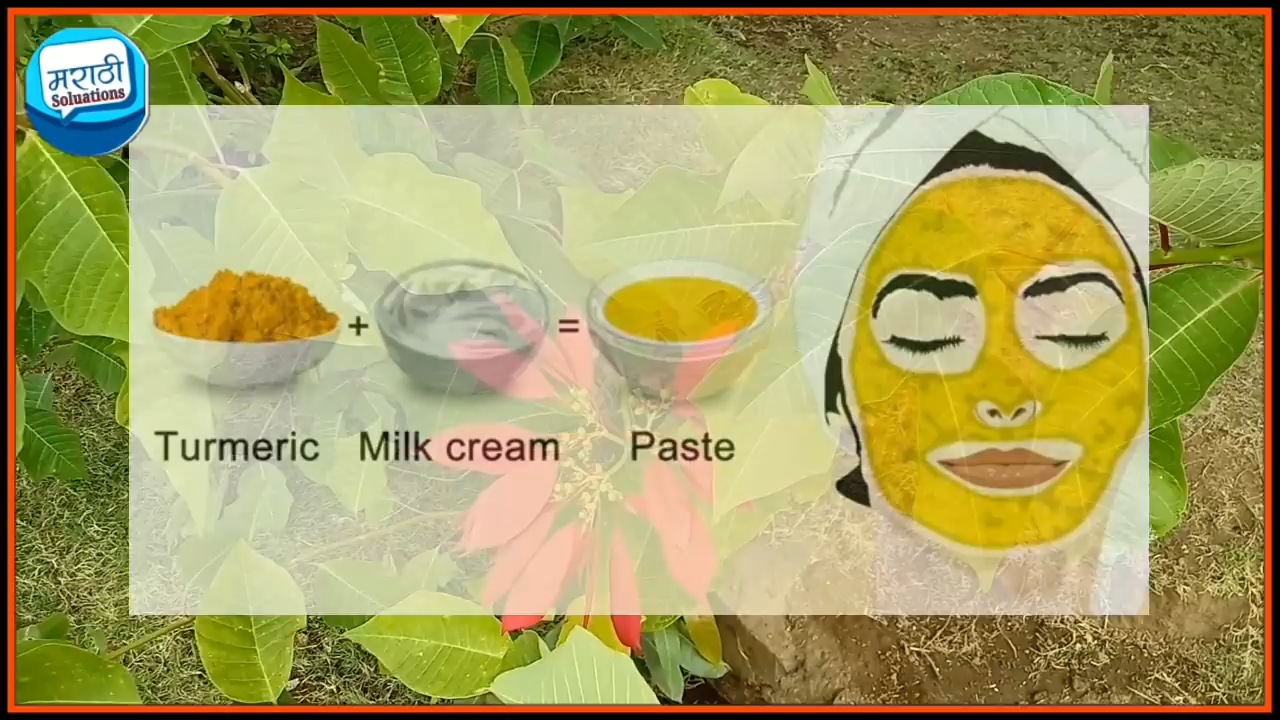 मराठी
Soluations
Turmeric + Milk cream = Paste